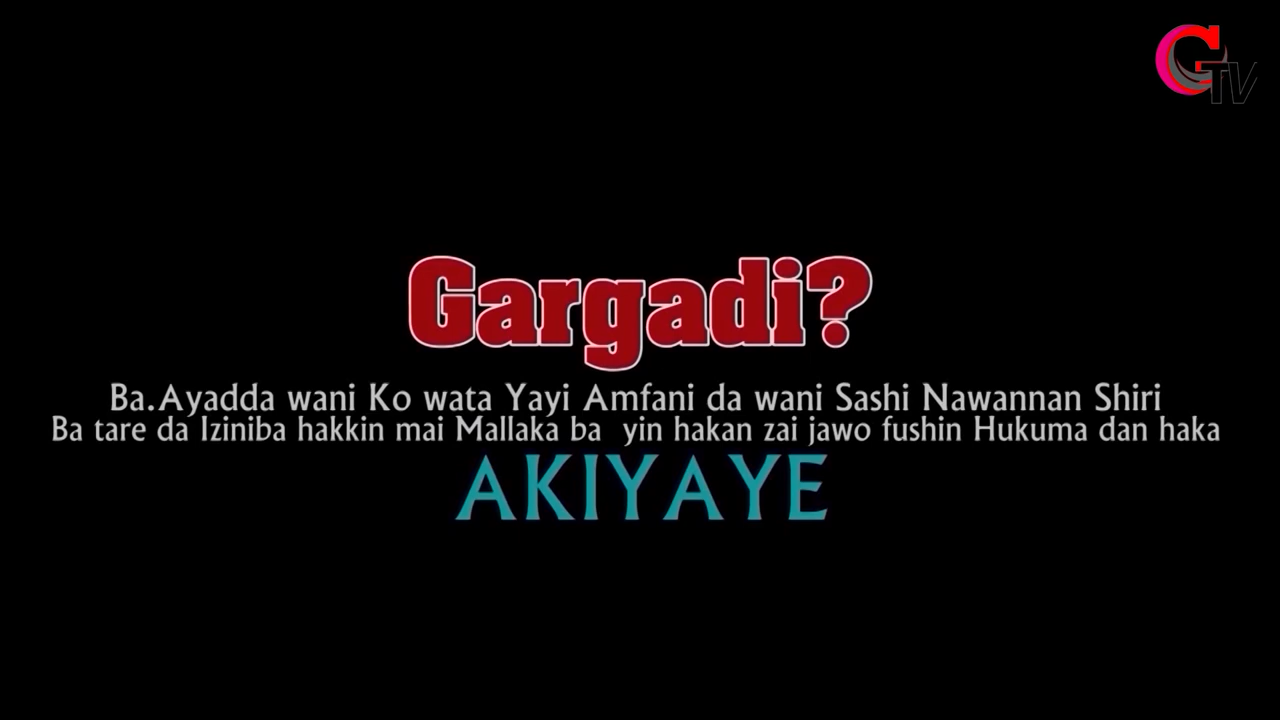 GTV
Gargadi?
Ba.Ayadda wani Ko wata Yayi Amfani da wani Sashi Nawannan Shiri
Ba tare da Iziniba hakkin mai Mallaka ba yin hakan zai jawo fushin Hukuma dan haka
AKIYAYE